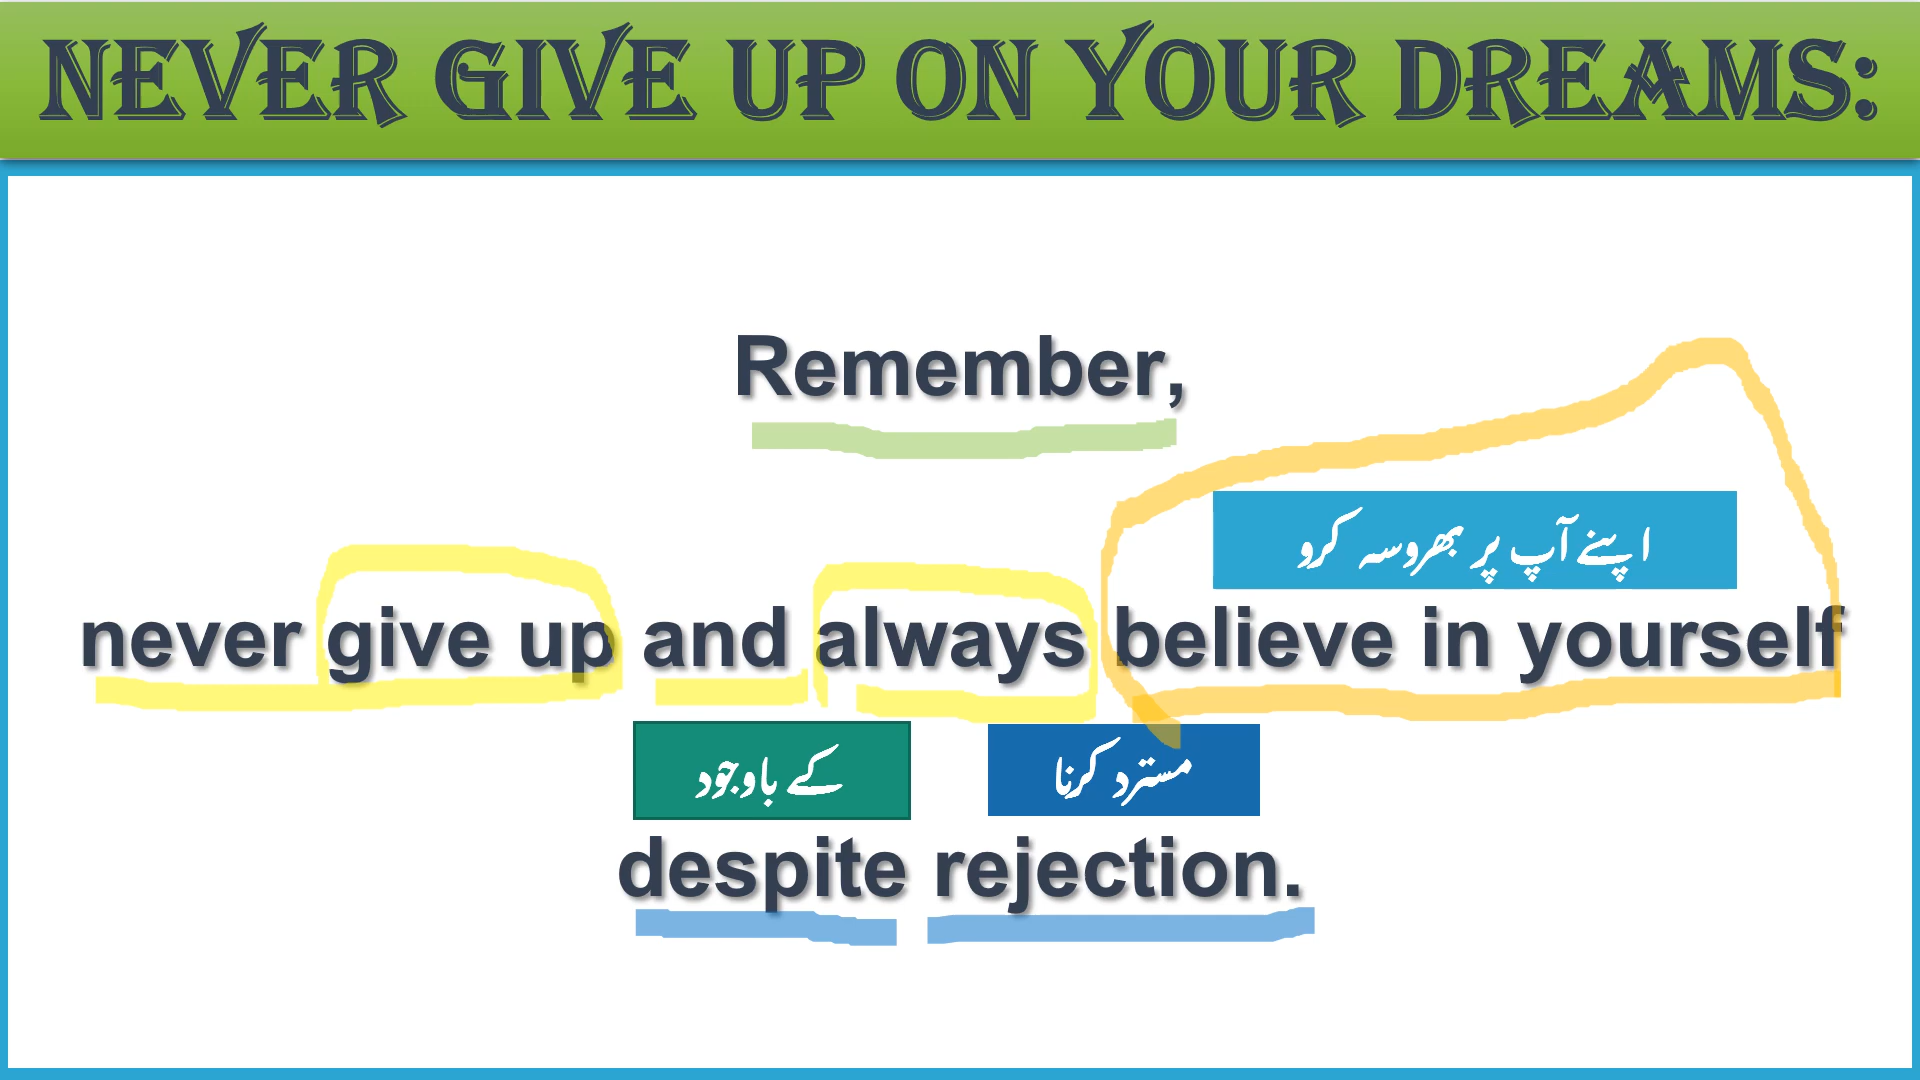 NEVER GIVE UP ON YOUR DREAMS:
Remember,
اپنے آپ پر بھروسہ کرو
never give up and always believe in yourself
کے باوجود
مسترد کرنا
despite rejection.